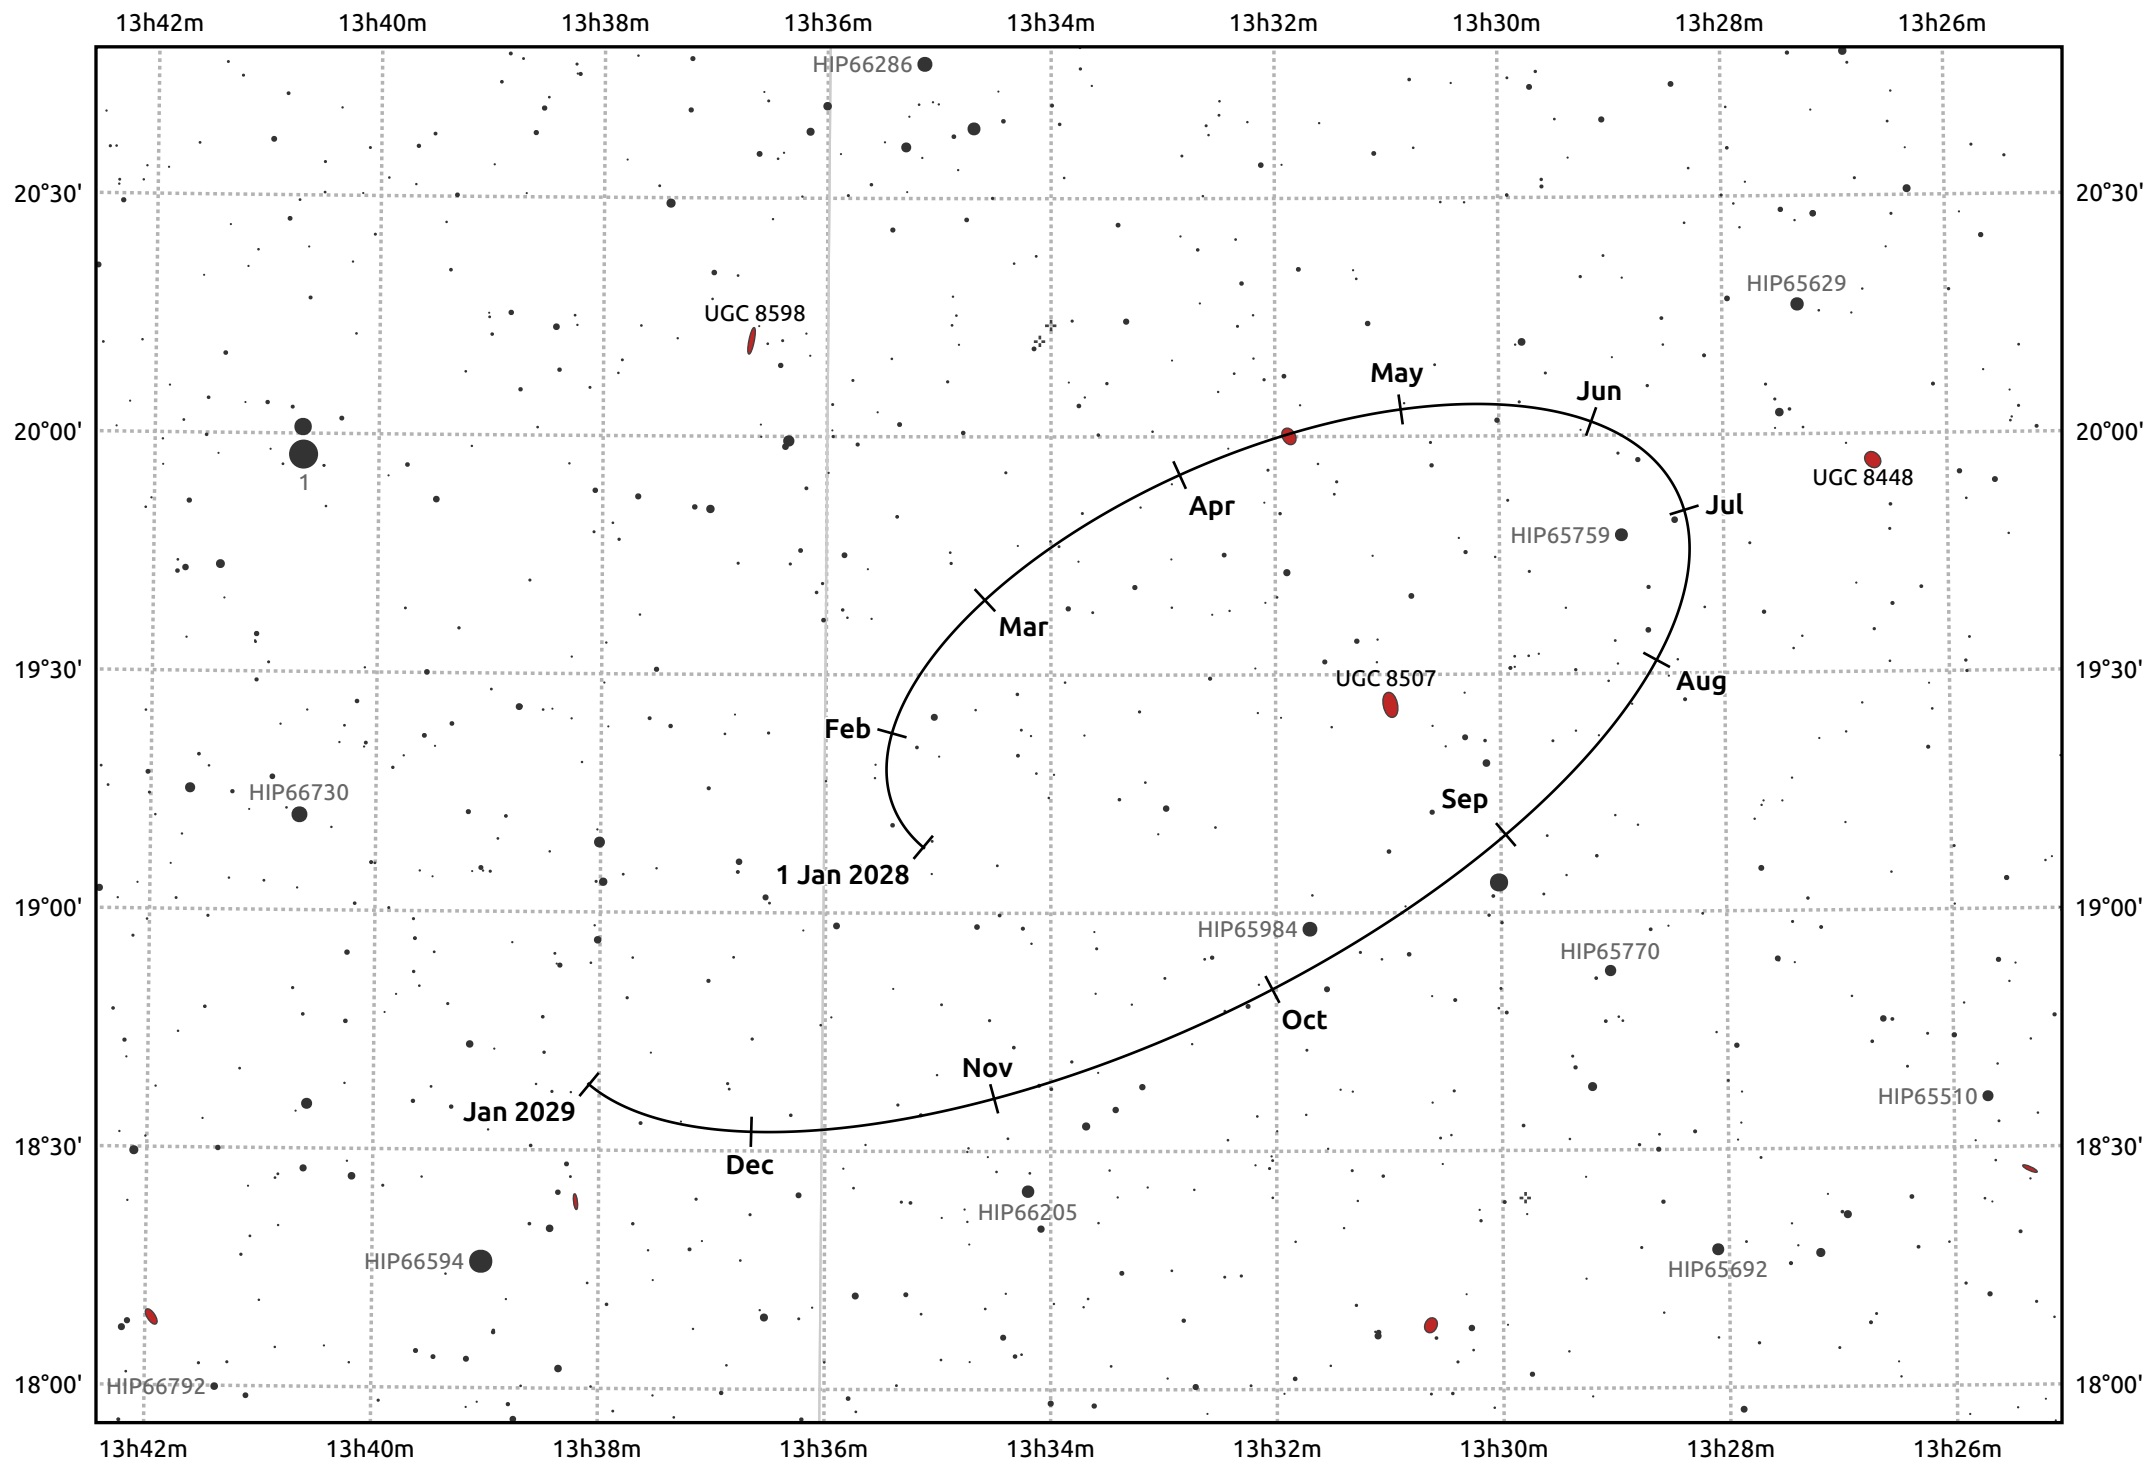 13h42m 13h40m 13h38m 13h36m 13h34m 13h32m 13h30m 13h28m 13h26m
HIP66286
20°30' 20°30'
HIP65629
UGC 8598
May
Jun
20°00' 20°00'
1
UGC 8448
Apr
Jul
HIP65759
Mar
19°30' 19°30'
UGC 8507
Aug
Feb
HIP66730
Sep
1 Jan 2028
19°00' 19°00'
HIP65984
HIP65770
Oct
Nov
HIP65510
Jan 2029
18°30' 18°30'
Dec
HIP66205
HIP66594
HIP65692
18°00' 18°00'
HIP66792
13h42m 13h40m 13h38m 13h36m 13h34m 13h32m 13h30m 13h28m 13h26m